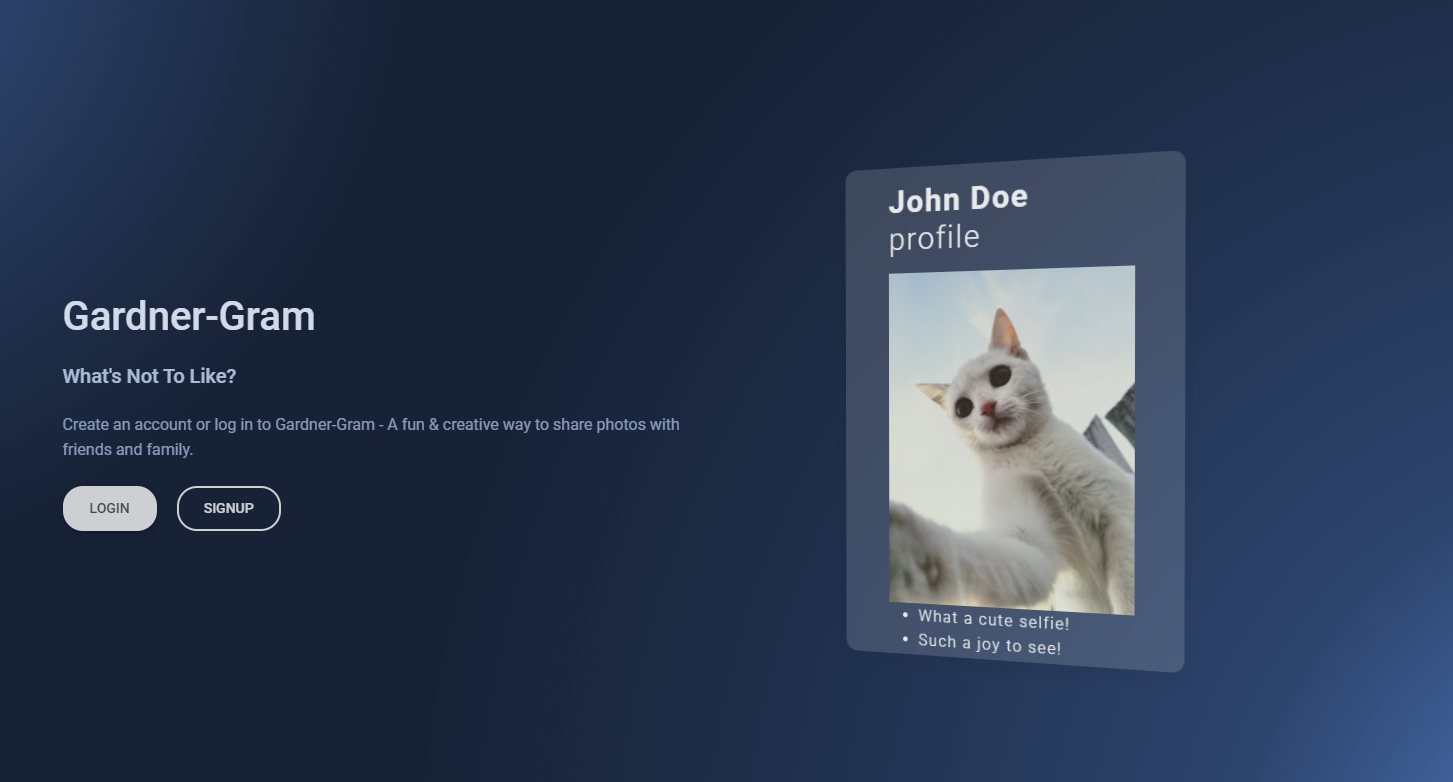 Gardner-Gram
What's Not To Like?
Create an account or log in to Gardner-Gram - A fun & creative way to share photos with
friends and family.
LOGIN
SIGNUP
John Doe
profile
• What a cute selfie!
• Such a joy to see!